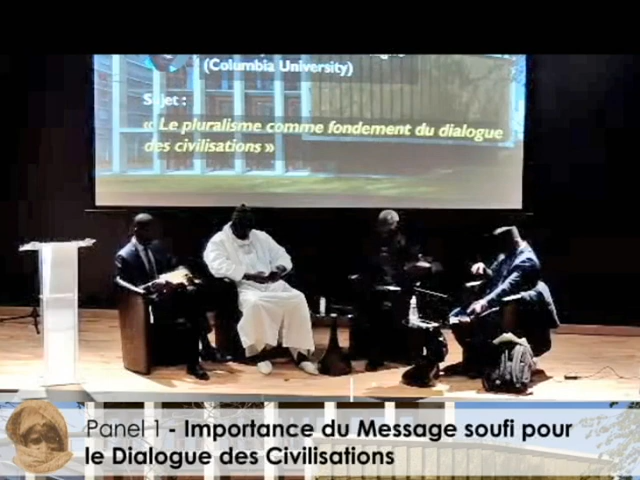 (Columbia University)
Sujet :
« Le pluralisme comme fondement du dialogue
des civilisations »
Panel 1 - Importance du Message soufi pour
le Dialogue des Civilisations